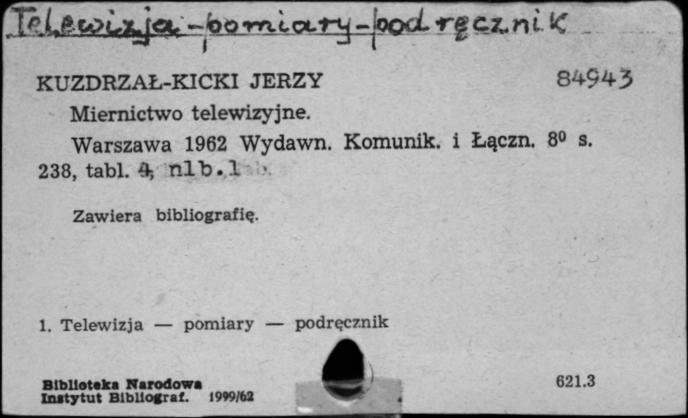 Telewizja-pomiary-podręcznik
KUZDRZAŁ-KICKI JERZY 84943
Miernictwo telewizyjne.
Warszawa 1962 Wydawn. Komunik. i Łączn. 8⁰ s.
238, tabl. 4, nlb.1
Zawiera bibliografię.
1. Telewizja — pomiary — podręcznik
Biblioteka Narodowa
Instytut Bibliograf. 1999/62 621.3